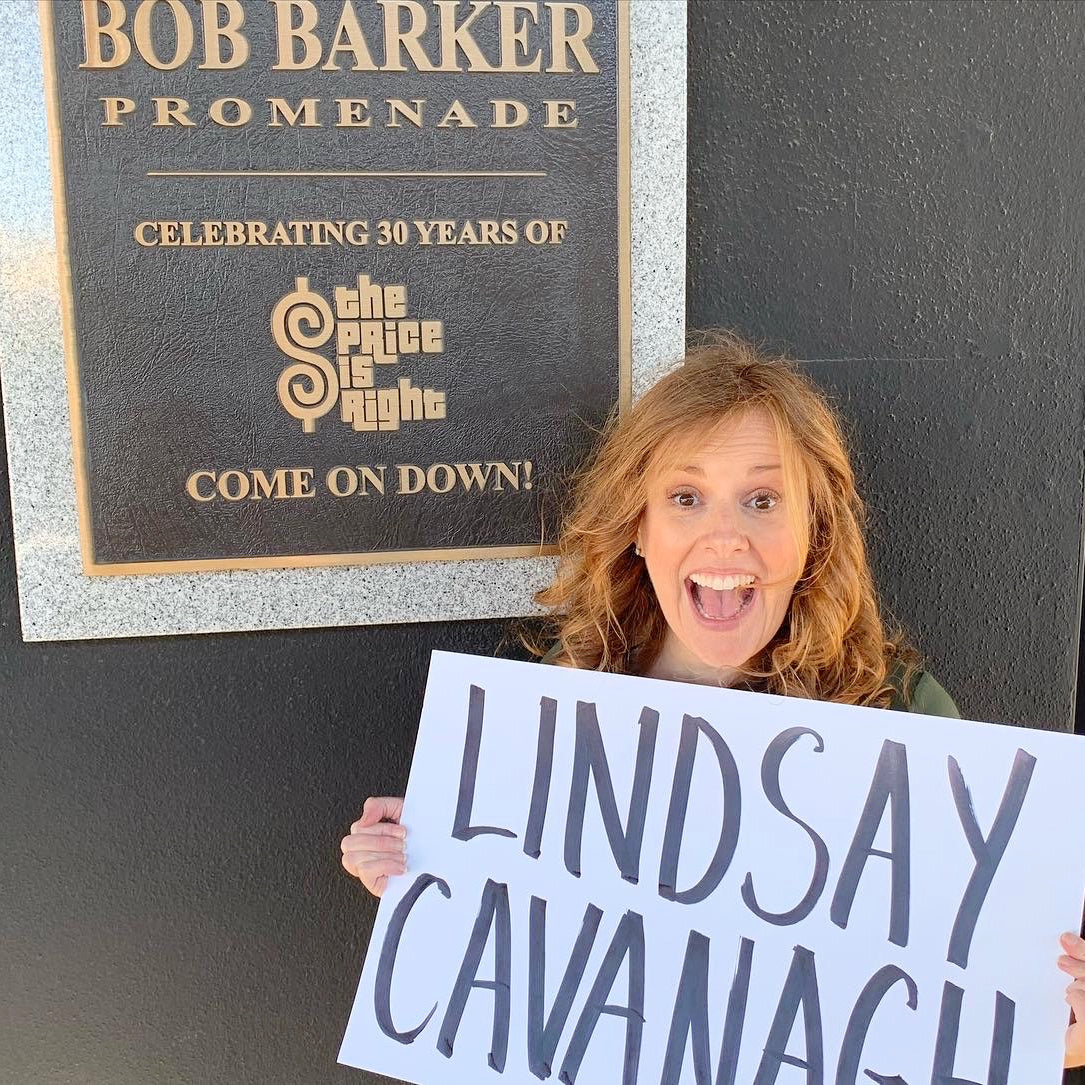 BOB BARKER
PROMENADE
CELEBRATING 30 YEARS OF
the
PRice
is
Right
COME ON DOWN!
LINDSAY
CAVANAGH